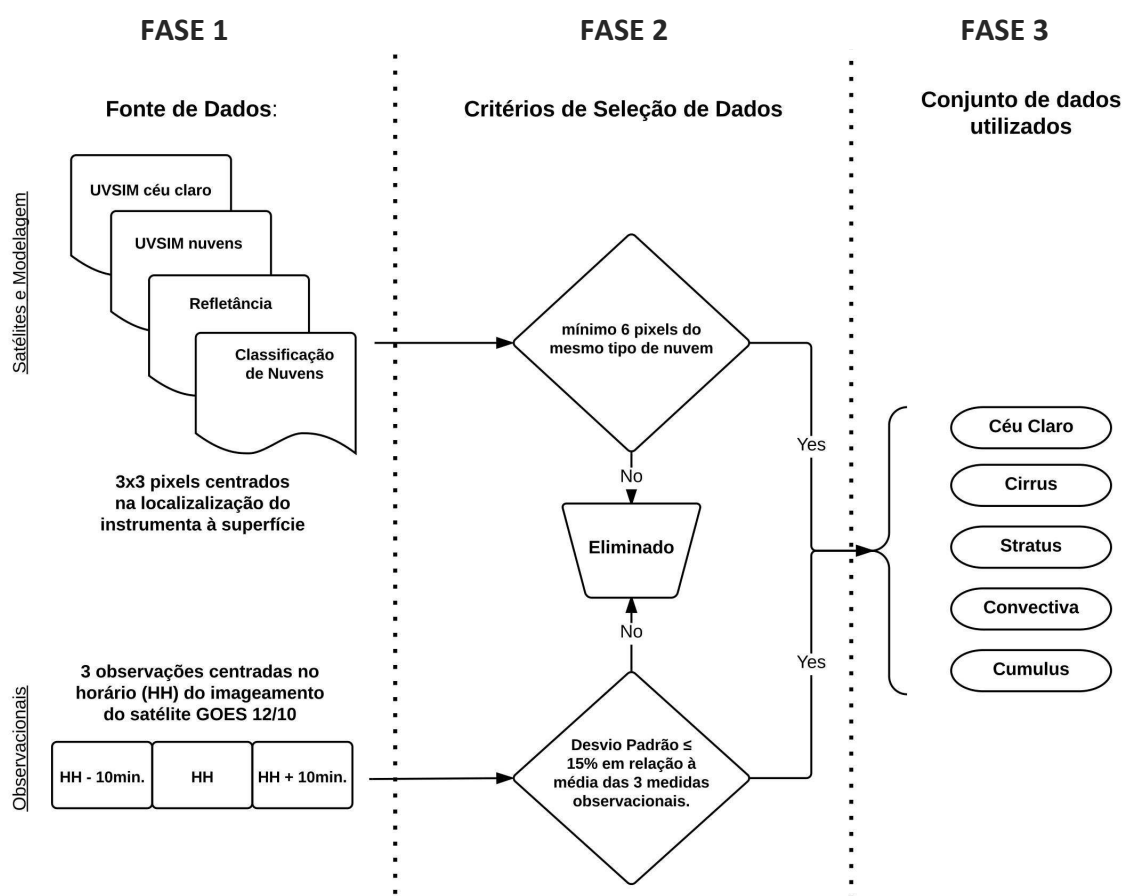 FASE 1
FASE 2
FASE 3
Fonte de Dados:
Critérios de Seleção de Dados
Conjunto de dados
utilizados
Satélites e Modelagem
UVSIM céu claro
UVSIM nuvens
Refletância
Classificação
de Nuvens
3x3 pixels centrados
na localizalização do
instrumenta à superfície
mínimo 6 pixels do
mesmo tipo de nuvem
Yes
No
Eliminado
No
Yes
Céu Claro
Cirrus
Stratus
Convectiva
Cumulus
Observacionais
3 observações centradas no
horário (HH) do imageamento
do satélite GOES 12/10
HH - 10min.
HH
HH + 10min.
Desvio Padrão ≤
15% em relação à
média das 3 medidas
observacionais.